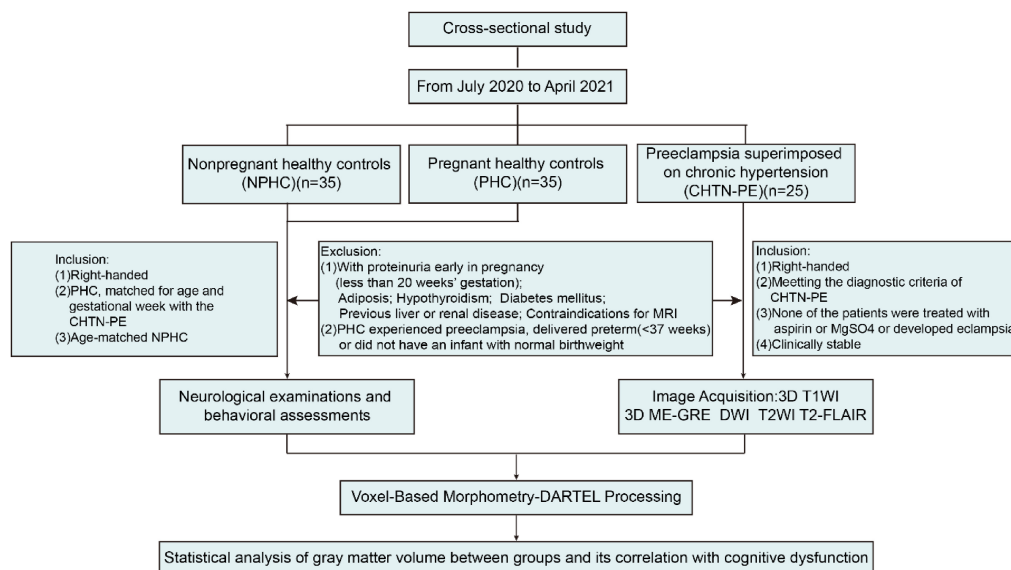 Cross-sectional study
From July 2020 to April 2021
Nonpregnant healthy controls
(NPHC)(n=35)
Pregnant healthy controls
(PHC)(n=35)
Preeclampsia superimposed
on chronic hypertension
(CHTN-PE)(n=25)
Inclusion:
(1)Right-handed
(2)PHC, matched for age and
gestational week with the
CHTN-PE
(3)Age-matched NPHC
Exclusion:
(1)With proteinuria early in pregnancy
(less than 20 weeks' gestation);
Adiposis; Hypothyroidism; Diabetes mellitus;
Previous liver or renal disease; Contraindications for MRI
(2)PHC experienced preeclampsia, delivered preterm(<37 weeks)
or did not have an infant with normal birthweight
Inclusion:
(1)Right-handed
(2)Meetting the diagnostic criteria of
CHTN-PE
(3)None of the patients were treated with
aspirin or MgSO4 or developed eclampsia
(4)Clinically stable
Neurological examinations and
behavioral assessments
Image Acquisition:3D T1WI
3D ME-GRE DWI T2WI T2-FLAIR
Voxel-Based Morphometry-DARTEL Processing
Statistical analysis of gray matter volume between groups and its correlation with cognitive dysfunction